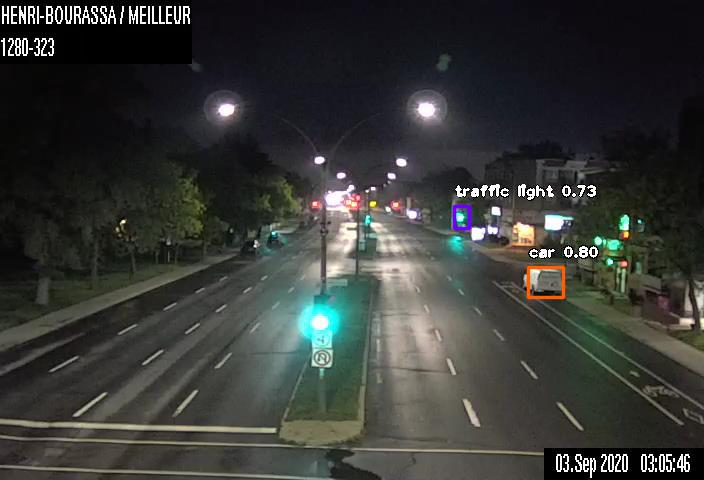 HENRI-BOURASSA / MEILLEUR
1280-323
traffic light 0.73
car 0.80
03.Sep 2020 03:05:46